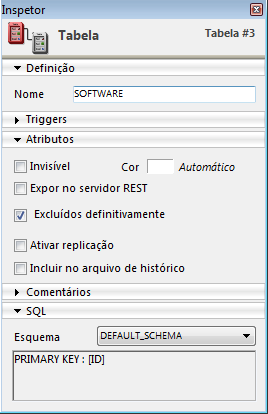 Inspetor
Tabela
Tabela #3
Definição
Nome SOFTWARE
Triggers
Atributos
Invisível Cor Automático
Expor no servidor REST
Excluídos definitivamente
Ativar replicação
Incluir no arquivo de histórico
Comentários
SQL
Esquema DEFAULT_SCHEMA
PRIMARY KEY : [ID]